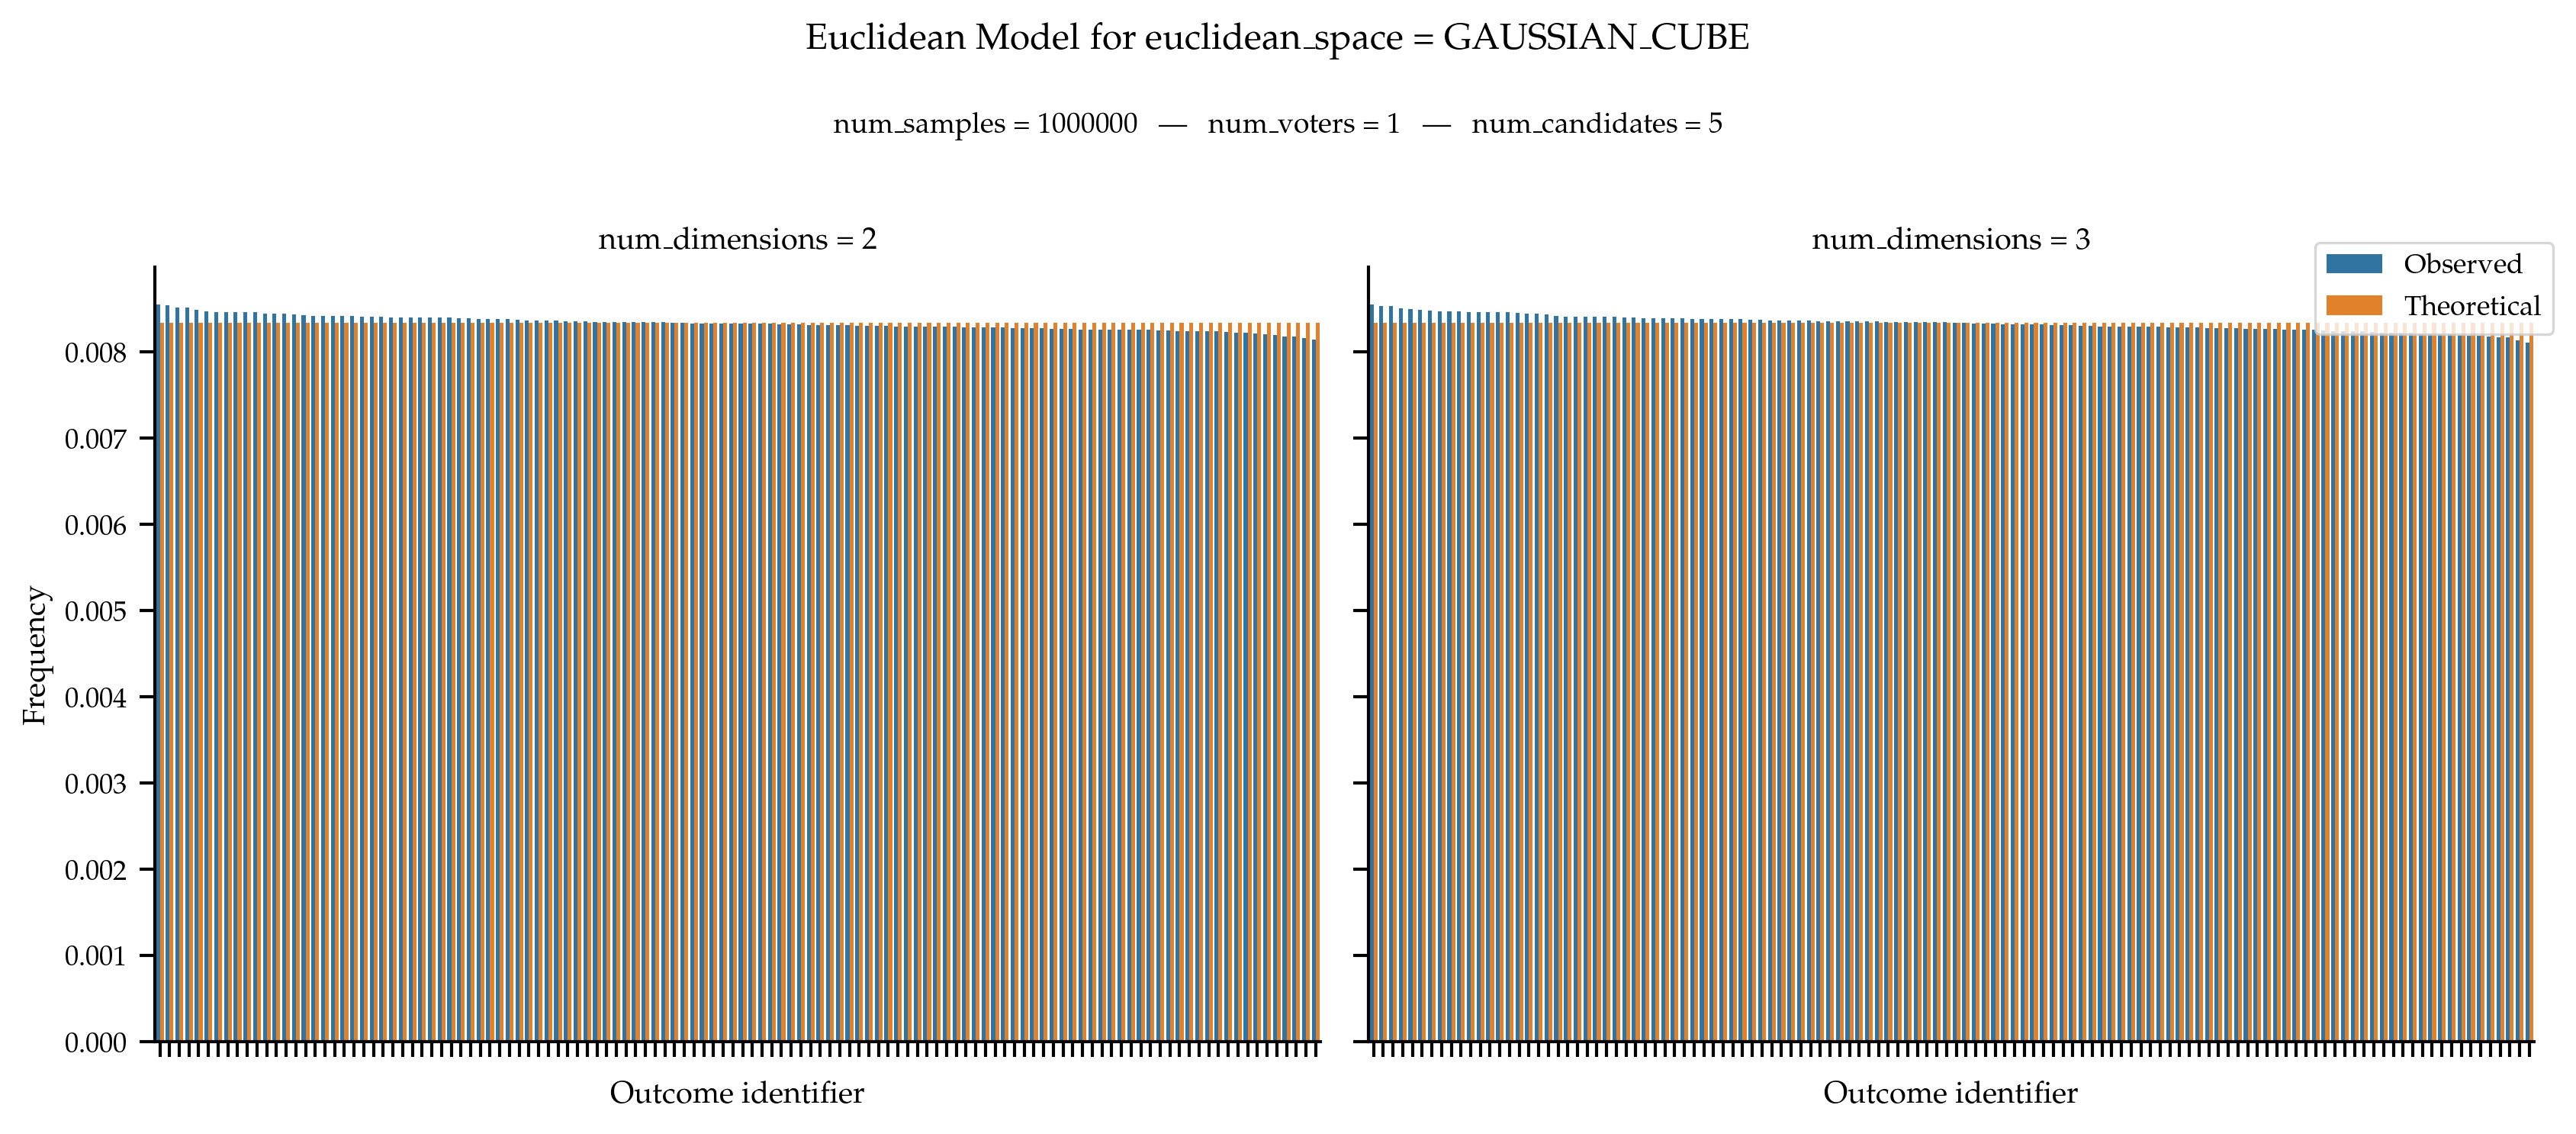 Euclidean Model for euclidean_space = GAUSSIAN_CUBE
num_samples = 1000000 — num_voters = 1 — num_candidates = 5
num_dimensions = 2
Frequency
0.008
0.007
0.006
0.005
0.004
0.003
0.002
0.001
0.000
Outcome identifier
num_dimensions = 3
Observed
Theoretical
Outcome identifier